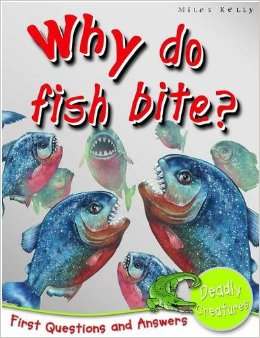 Miles Kelly
Why do
fish bite?
Deadly
Creatures
First Questions and Answers